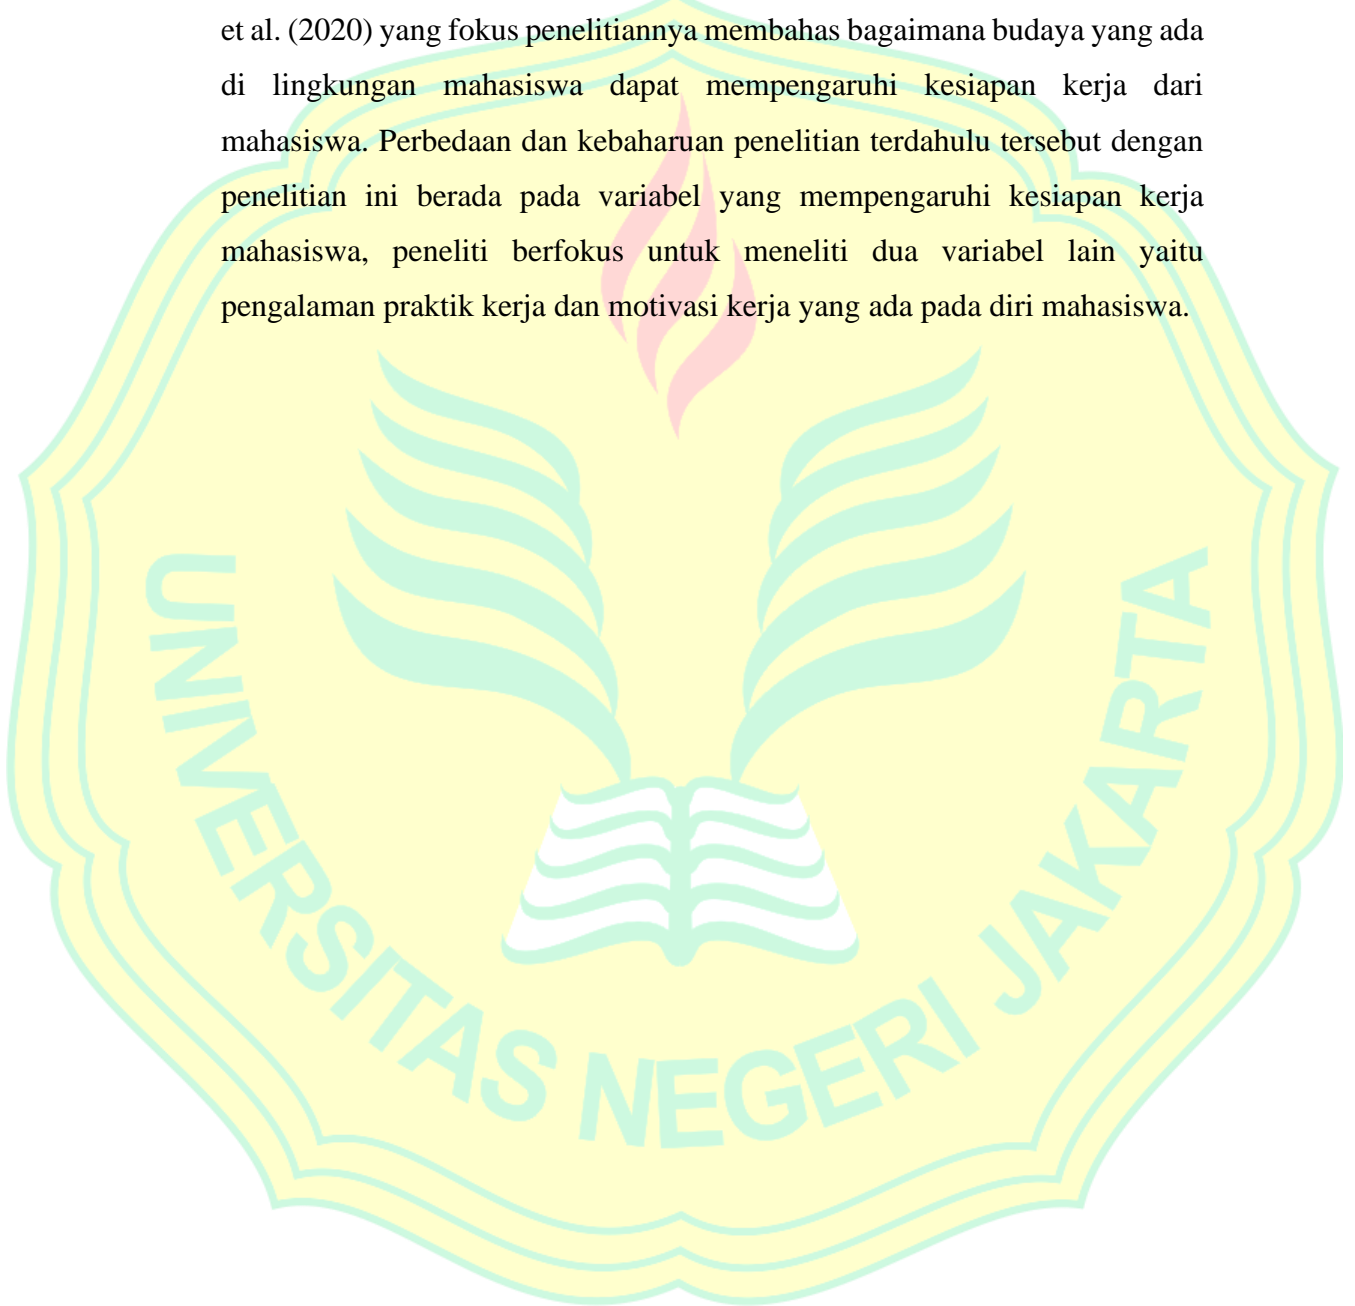 et al. (2020) yang fokus penelitiannya membahas bagaimana budaya yang ada
di lingkungan mahasiswa dapat mempengaruhi kesiapan kerja dari
mahasiswa. Perbedaan dan kebaharuan penelitian terdahulu tersebut dengan
penelitian ini berada pada variabel yang mempengaruhi kesiapan kerja
mahasiswa, peneliti berfokus untuk meneliti dua variabel lain yaitu
pengalaman praktik kerja dan motivasi kerja yang ada pada diri mahasiswa.
UNIVERSITAS NEGERI JAKARTA